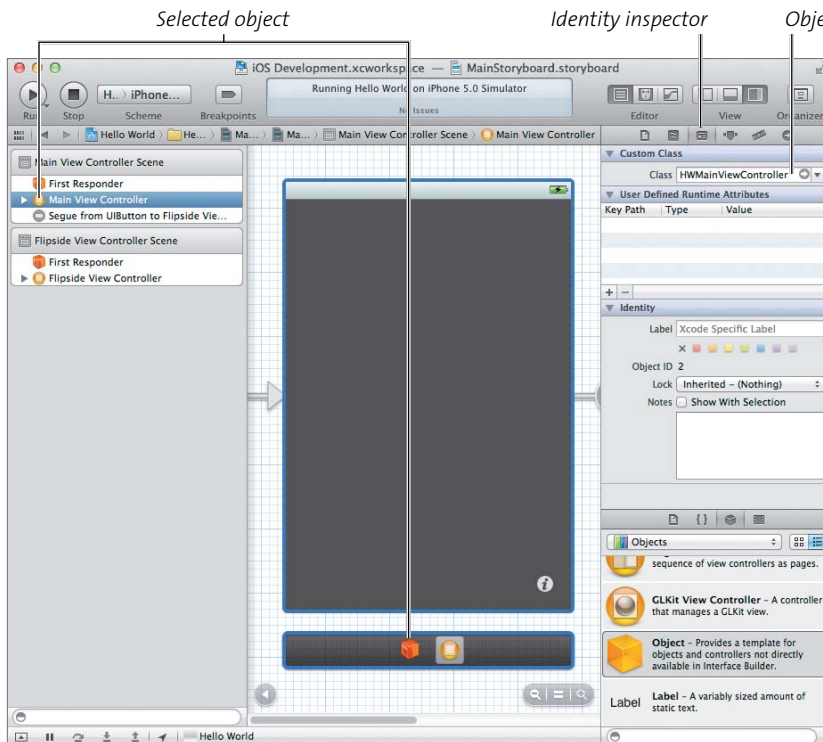 Selected object
Identity inspector
Obje
iOS Development.xcworkspace — MainStoryboard.storyboard
H.. ⟩ iPhone...
Running Hello World on iPhone 5.0 Simulator
No Issues
Run
Stop
Scheme
Breakpoints
Editor
View
Organizer
Hello World ⟩ He... ⟩ Ma... ⟩ Ma... ⟩ Main View Controller Scene ⟩ Main View Controller
Main View Controller Scene
First Responder
Main View Controller
Segue from UIButton to Flipside Vie...
Flipside View Controller Scene
First Responder
Flipside View Controller
Custom Class
Class HWMainViewController
User Defined Runtime Attributes
Key Path Type Value
Identity
Label Xcode Specific Label
Object ID 2
Lock Inherited – (Nothing)
Notes Show With Selection
Objects
sequence of view controllers as pages.
GLKit View Controller – A controller
that manages a GLKit view.
Object – Provides a template for
objects and controllers not directly
available in Interface Builder.
Label
Label – A variably sized amount of
static text.
Hello World